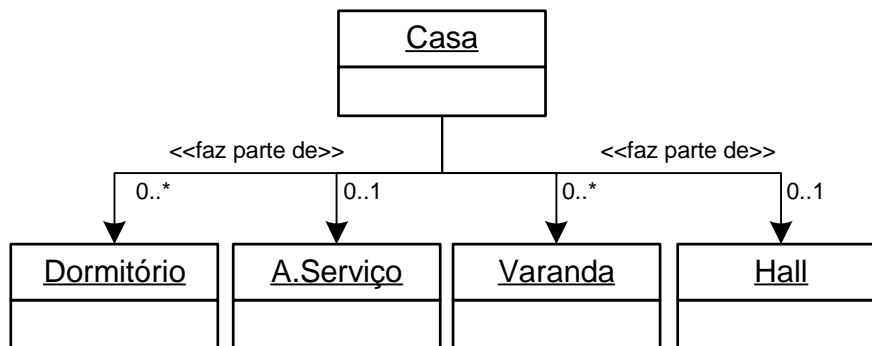 Casa
<<faz parte de>> <<faz parte de>>
0..* 0..1 0..* 0..1
Dormitório A.Serviço Varanda Hall